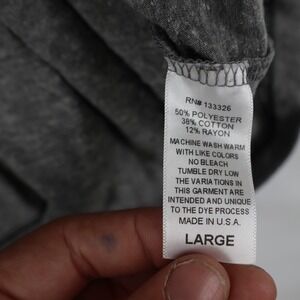 RN# 133326
50% POLYESTER
38% COTTON
12% RAYON
MACHINE WASH WARM
WITH LIKE COLORS
NO BLEACH
TUMBLE DRY LOW
THE VARIATIONS IN
THIS GARMENT ARE
INTENDED AND UNIQUE
TO THE DYE PROCESS
MADE IN U.S.A.
LARGE